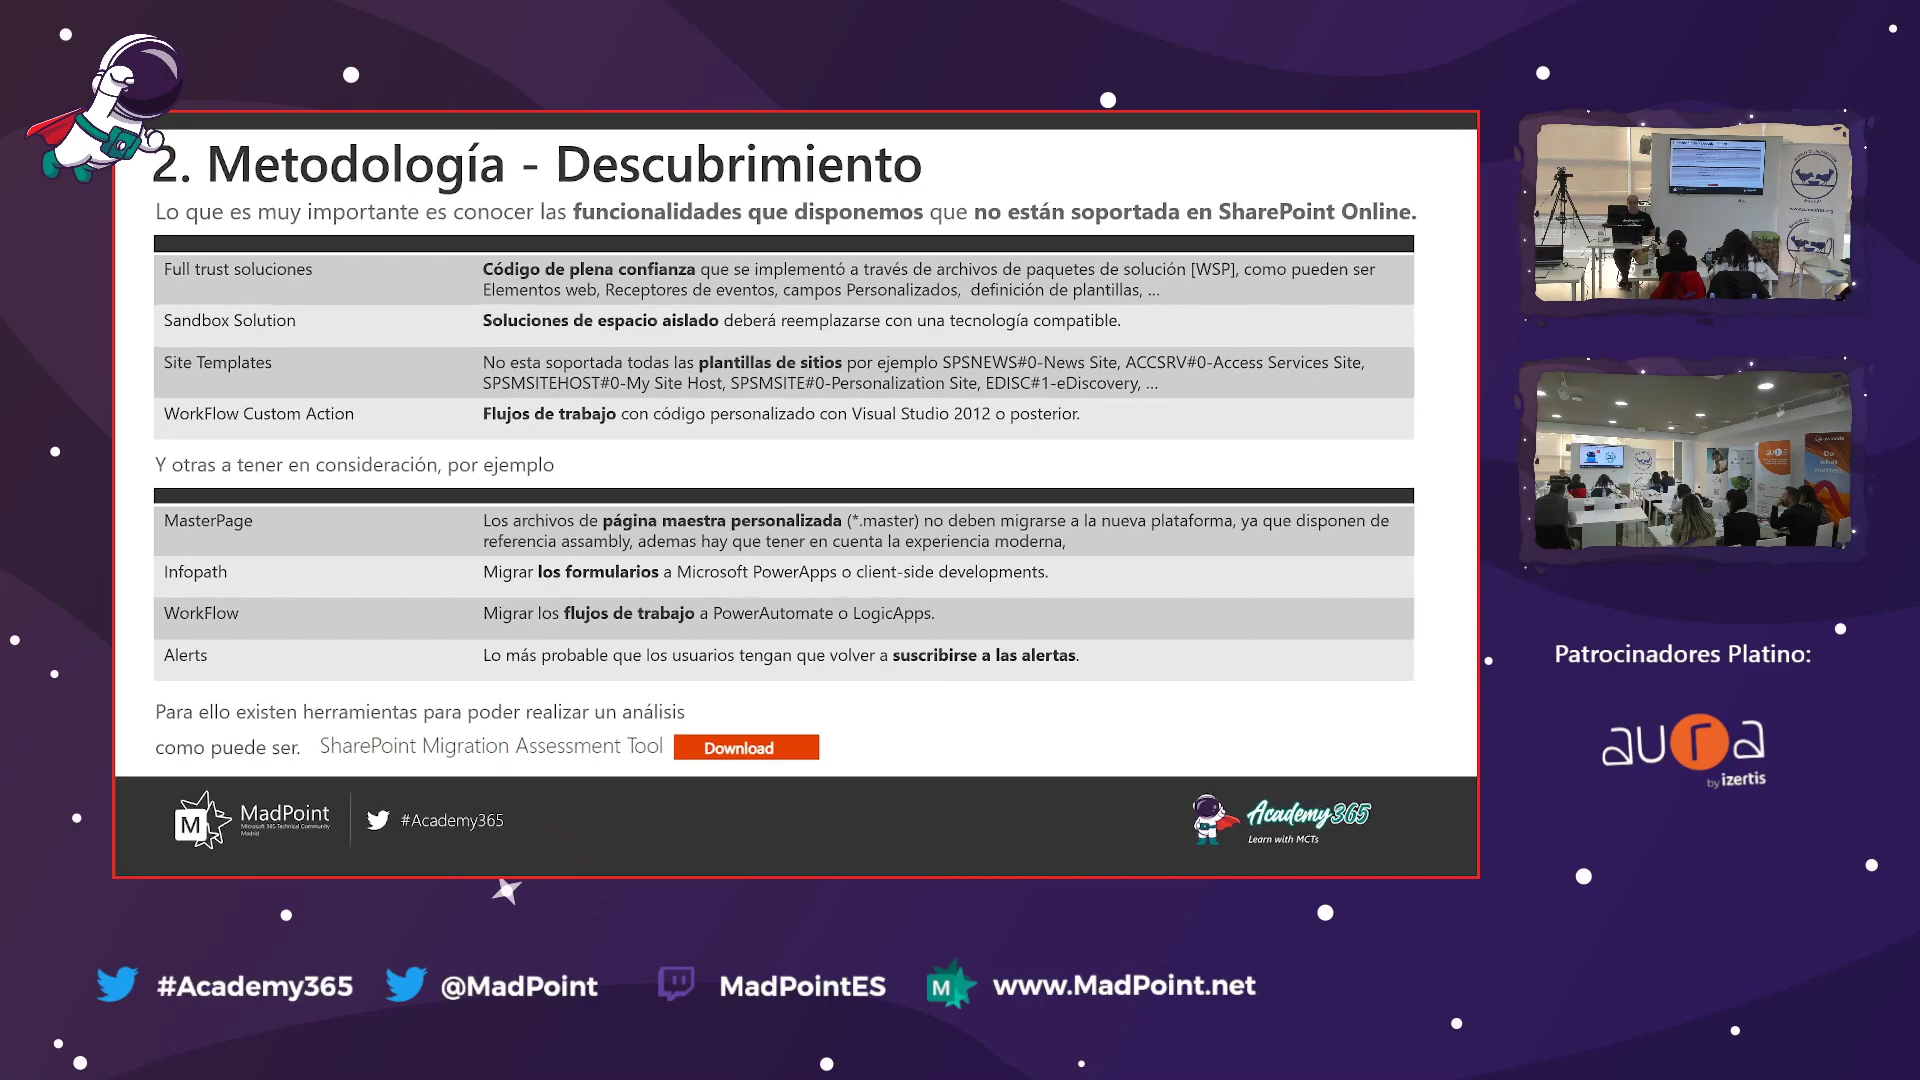 2. Metodología - Descubrimiento
Lo que es muy importante es conocer las funcionalidades que disponemos que no están soportada en SharePoint Online.
Full trust soluciones
Código de plena confianza que se implementó a través de archivos de paquetes de solución [WSP], como pueden ser
Elementos web, Receptores de eventos, campos Personalizados, definición de plantillas, ...
Sandbox Solution
Soluciones de espacio aislado deberá reemplazarse con una tecnología compatible.
Site Templates
No esta soportada todas las plantillas de sitios por ejemplo SPSNEWS#0-News Site, ACCSRV#0-Access Services Site,
SPSMSITEHOST#0-My Site Host, SPSMSITE#0-Personalization Site, EDISC#1-eDiscovery, ...
WorkFlow Custom Action
Flujos de trabajo con código personalizado con Visual Studio 2012 o posterior.
Y otras a tener en consideración, por ejemplo
MasterPage
Los archivos de página maestra personalizada (*.master) no deben migrarse a la nueva plataforma, ya que disponen de
referencia assambly, ademas hay que tener en cuenta la experiencia moderna,
Infopath
Migrar los formularios a Microsoft PowerApps o client-side developments.
WorkFlow
Migrar los flujos de trabajo a PowerAutomate o LogicApps.
Alerts
Lo más probable que los usuarios tengan que volver a suscribirse a las alertas.
Para ello existen herramientas para poder realizar un análisis
como puede ser. SharePoint Migration Assessment Tool Download
M
MadPoint
Microsoft 365 Technical Community
Madrid
#Academy365
Academy365
Learn with MCTs
Patrocinadores Platino:
aura
by izertis
#Academy365
@MadPoint
MadPointES
M
www.MadPoint.net